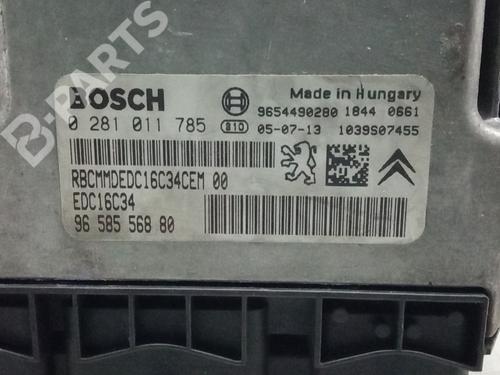 B-PARTS
BOSCH
Made in Hungary
9654490280 1844 0661
0 281 011 785 810 05-07-13 1039S07455
RBCMMDEDC16C34CEM 00
EDC16C34
96 585 568 80